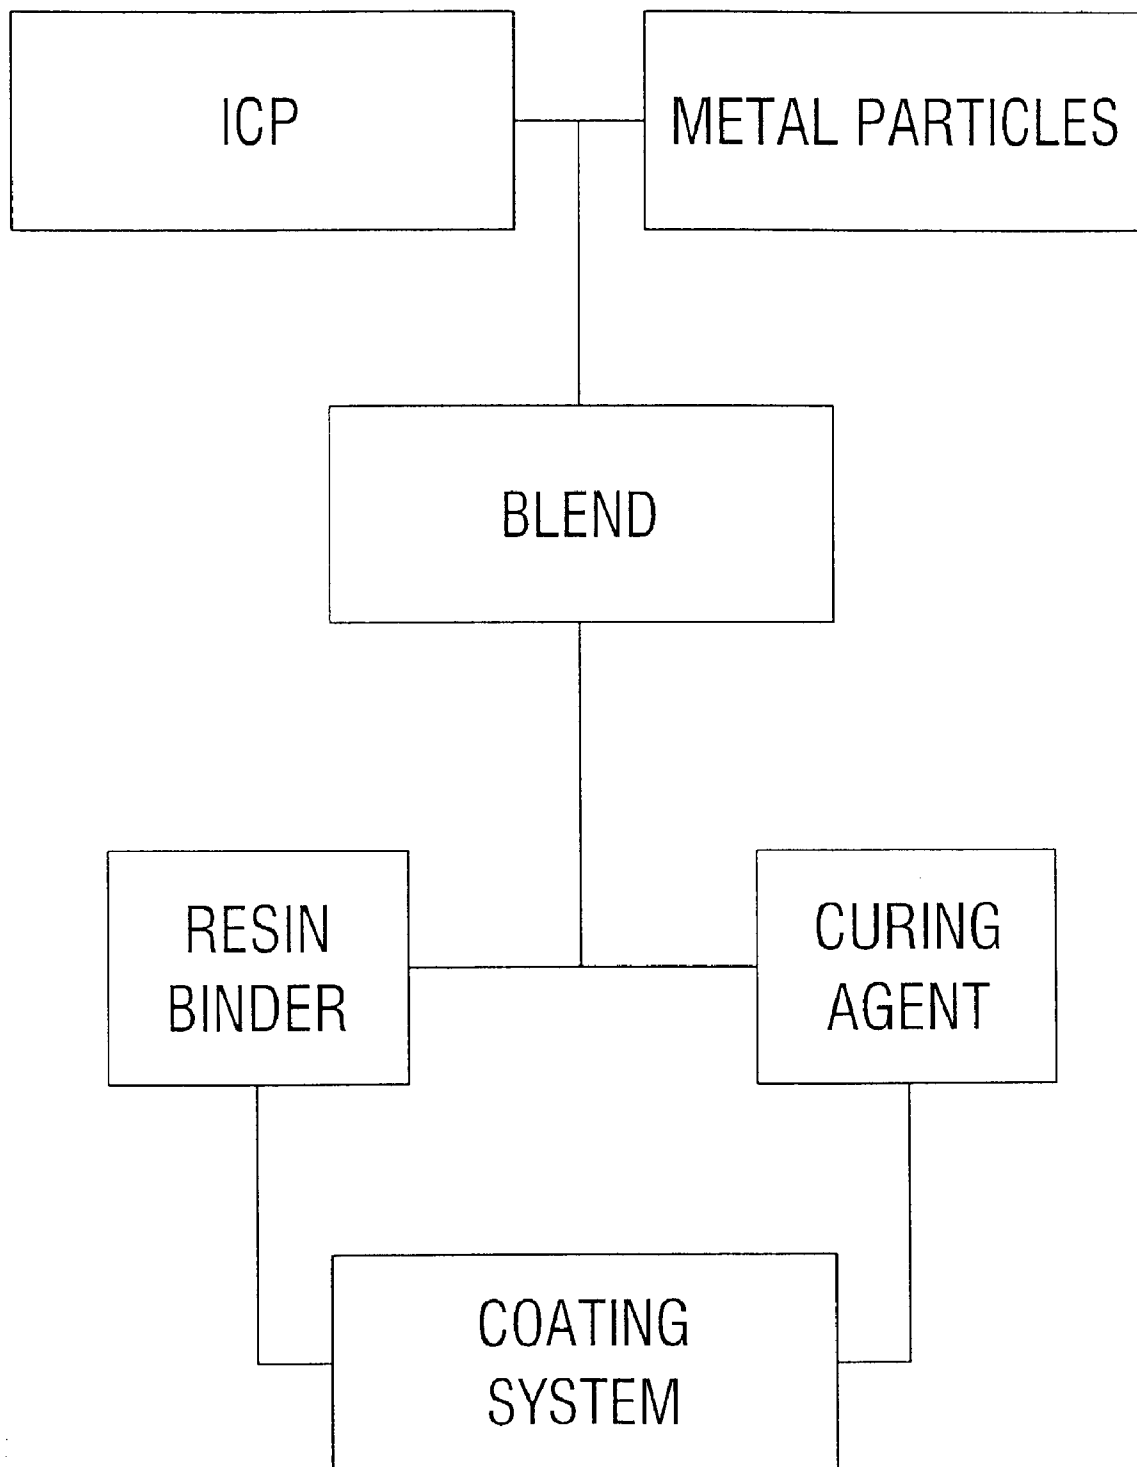 ICP
METAL PARTICLES
BLEND
RESIN
BINDER
CURING
AGENT
COATING
SYSTEM